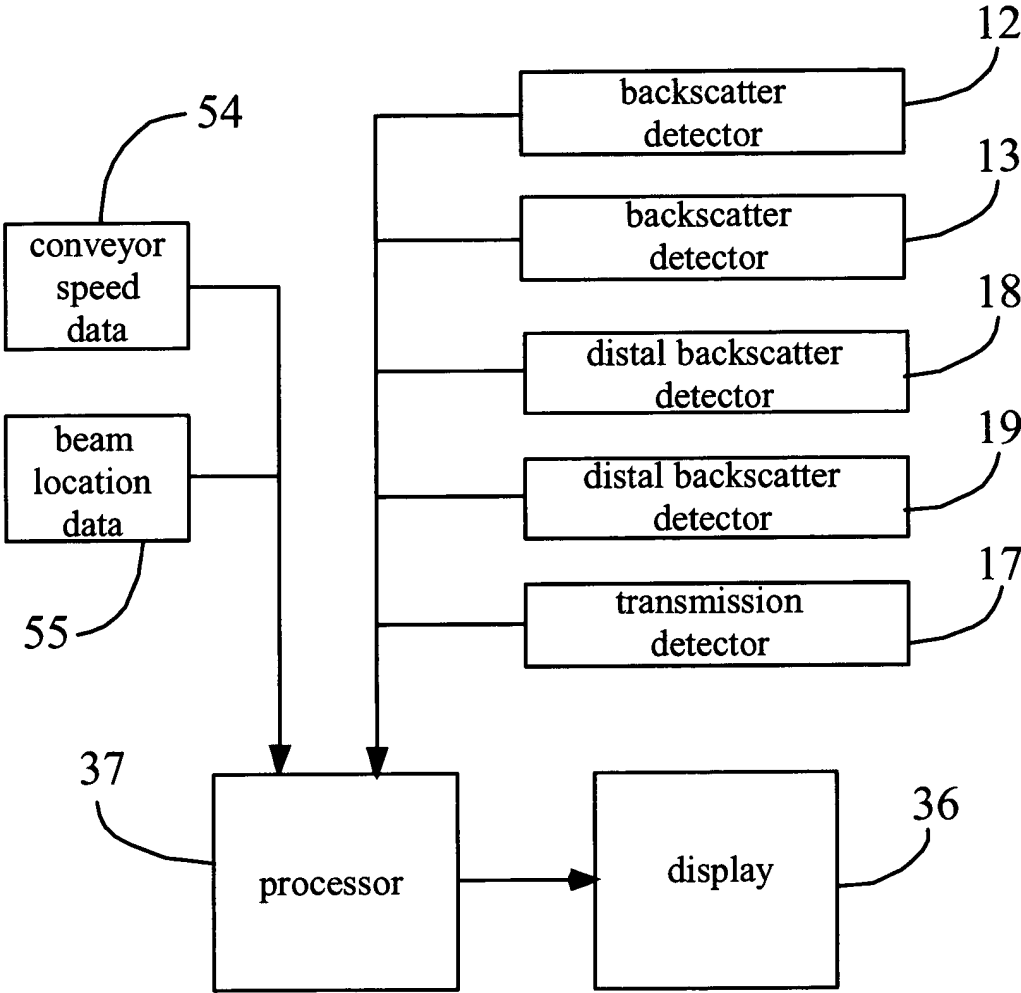 12
backscatter
detector
54
13
backscatter
detector
conveyor
speed
data
18
distal backscatter
detector
beam
location
data
19
distal backscatter
detector
55
17
transmission
detector
37
processor
36
display